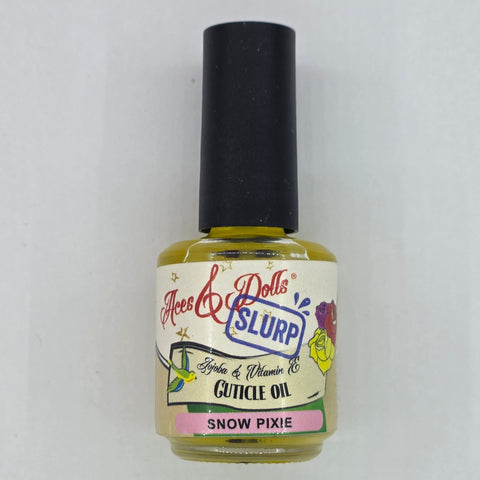 Aces & Dolls®
SLURP
Jojoba & Vitamin E
CUTICLE OIL
SNOW PIXIE